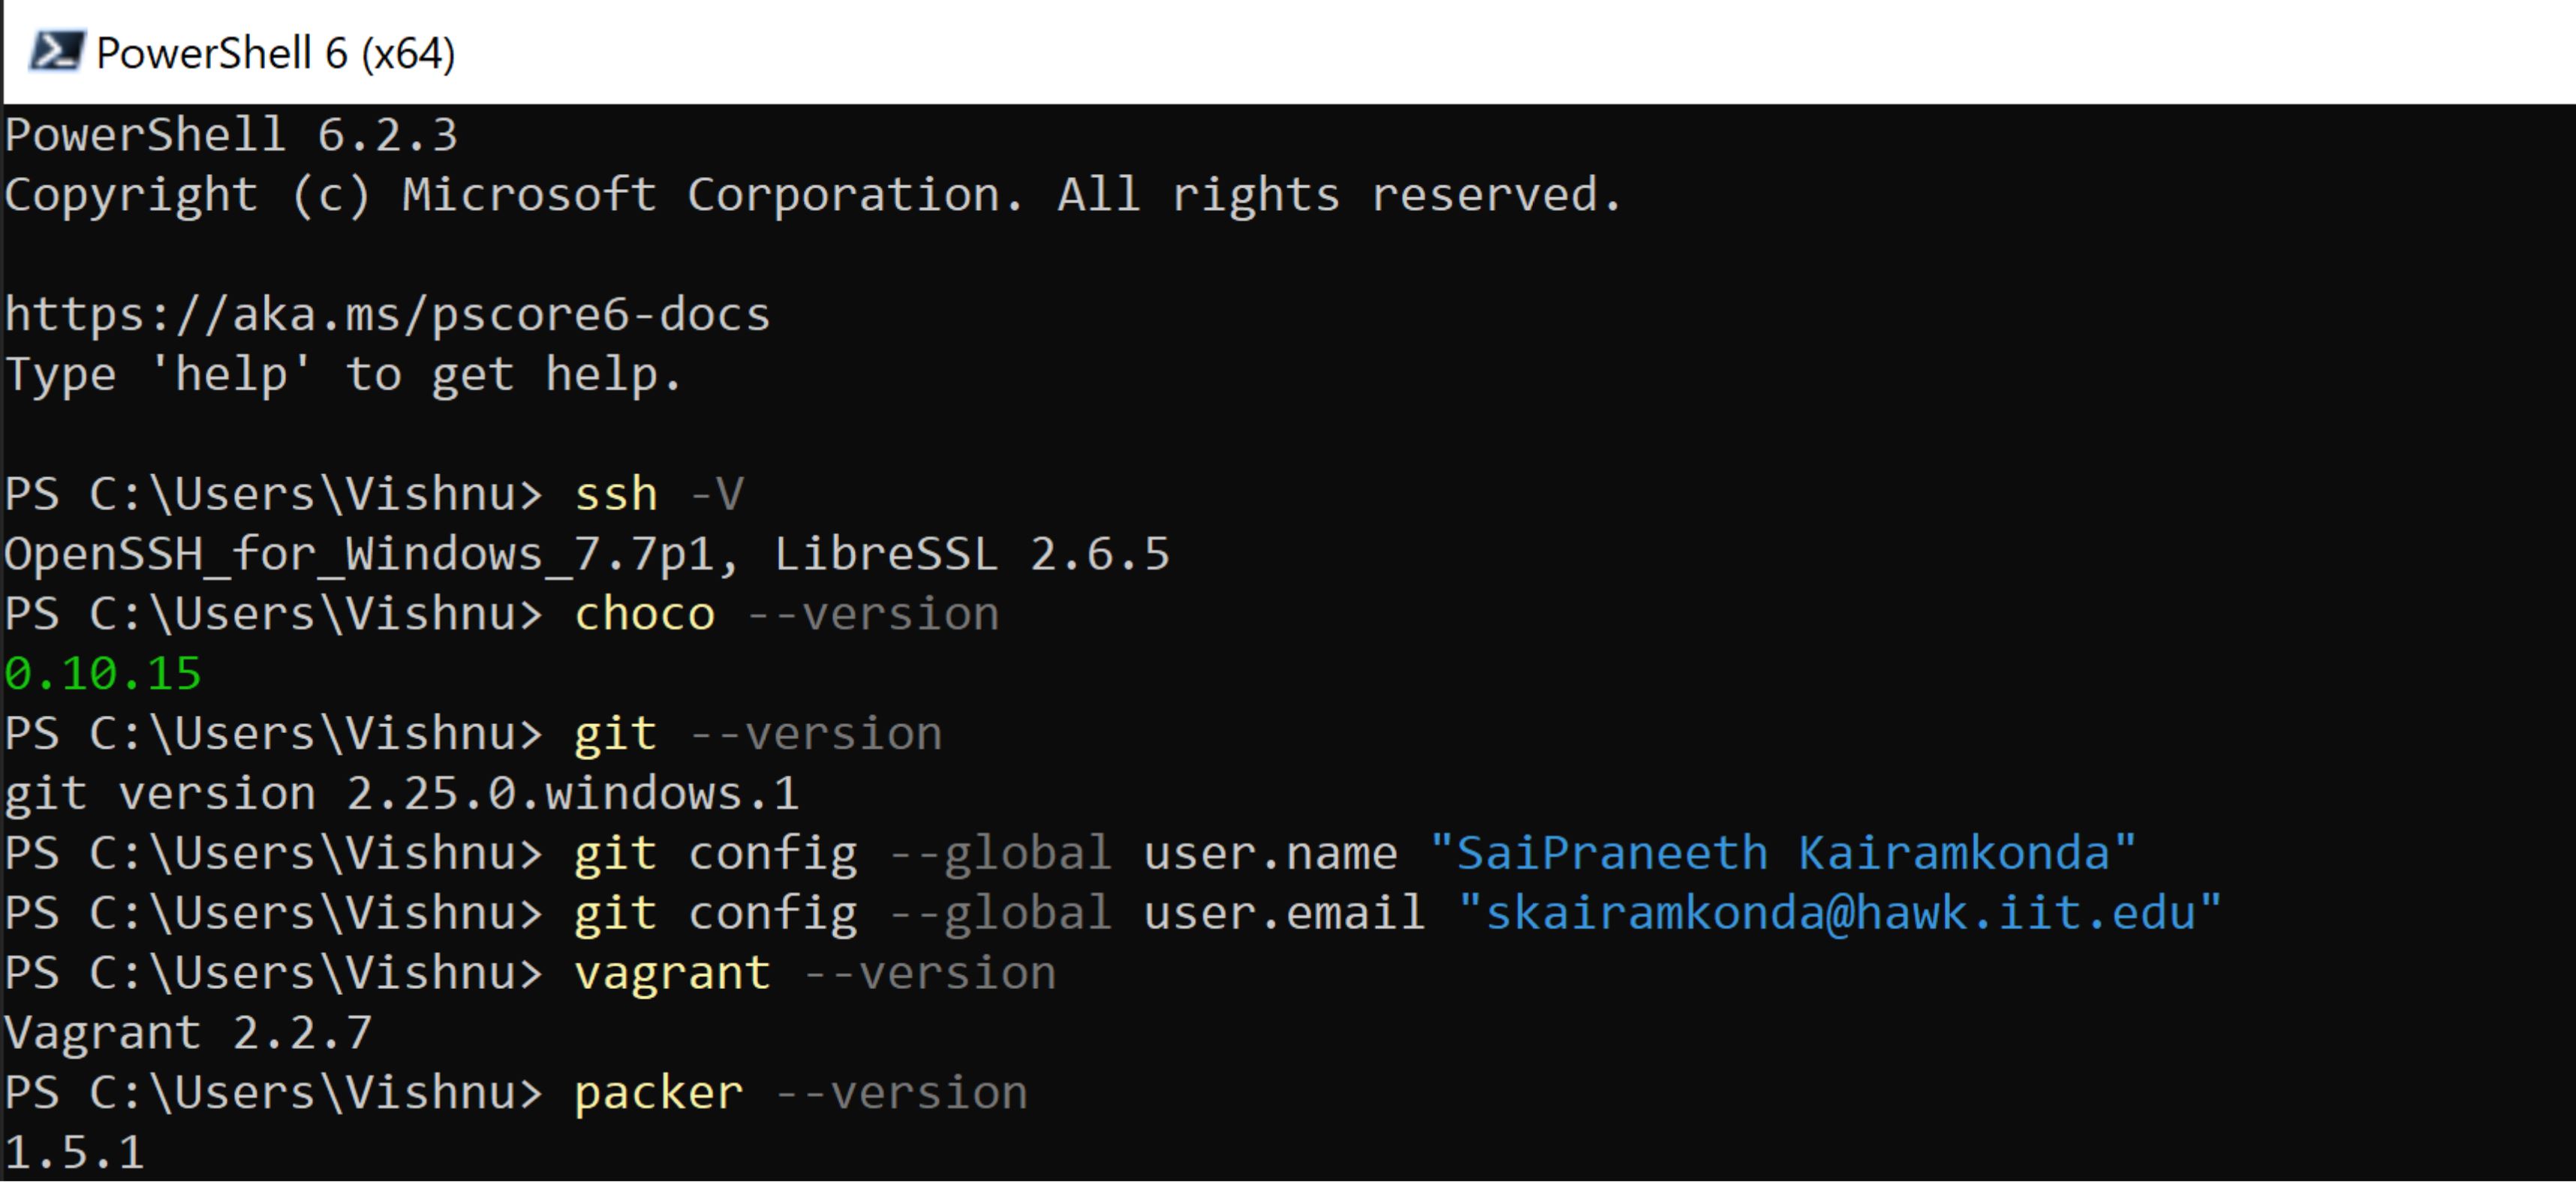 PowerShell 6 (x64)
PowerShell 6.2.3
Copyright (c) Microsoft Corporation. All rights reserved.
https://aka.ms/pscore6-docs
Type 'help' to get help.
PS C:\Users\Vishnu> ssh -V
OpenSSH_for_Windows_7.7p1, LibreSSL 2.6.5
PS C:\Users\Vishnu> choco --version
0.10.15
PS C:\Users\Vishnu> git --version
git version 2.25.0.windows.1
PS C:\Users\Vishnu> git config --global user.name "SaiPraneeth Kairamkonda"
PS C:\Users\Vishnu> git config --global user.email "skairamkonda@hawk.iit.edu"
PS C:\Users\Vishnu> vagrant --version
Vagrant 2.2.7
PS C:\Users\Vishnu> packer --version
1.5.1